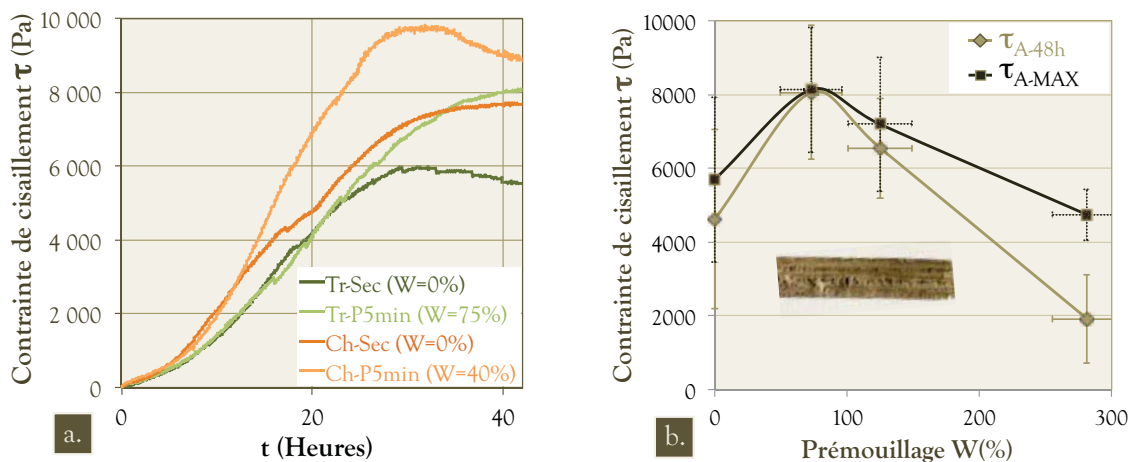 Contrainte de cisaillement τ (Pa)
10 000
8 000
6 000
4 000
2 000
0
0
20
40
t (Heures)
Tr-Sec (W=0%)
Tr-P5min (W=75%)
Ch-Sec (W=0%)
Ch-P5min (W=40%)
a.
Contrainte de cisaillement τ (Pa)
10000
8000
6000
4000
2000
0
0
100
200
300
Prémouillage W(%)
τA-48h
τA-MAX
b.